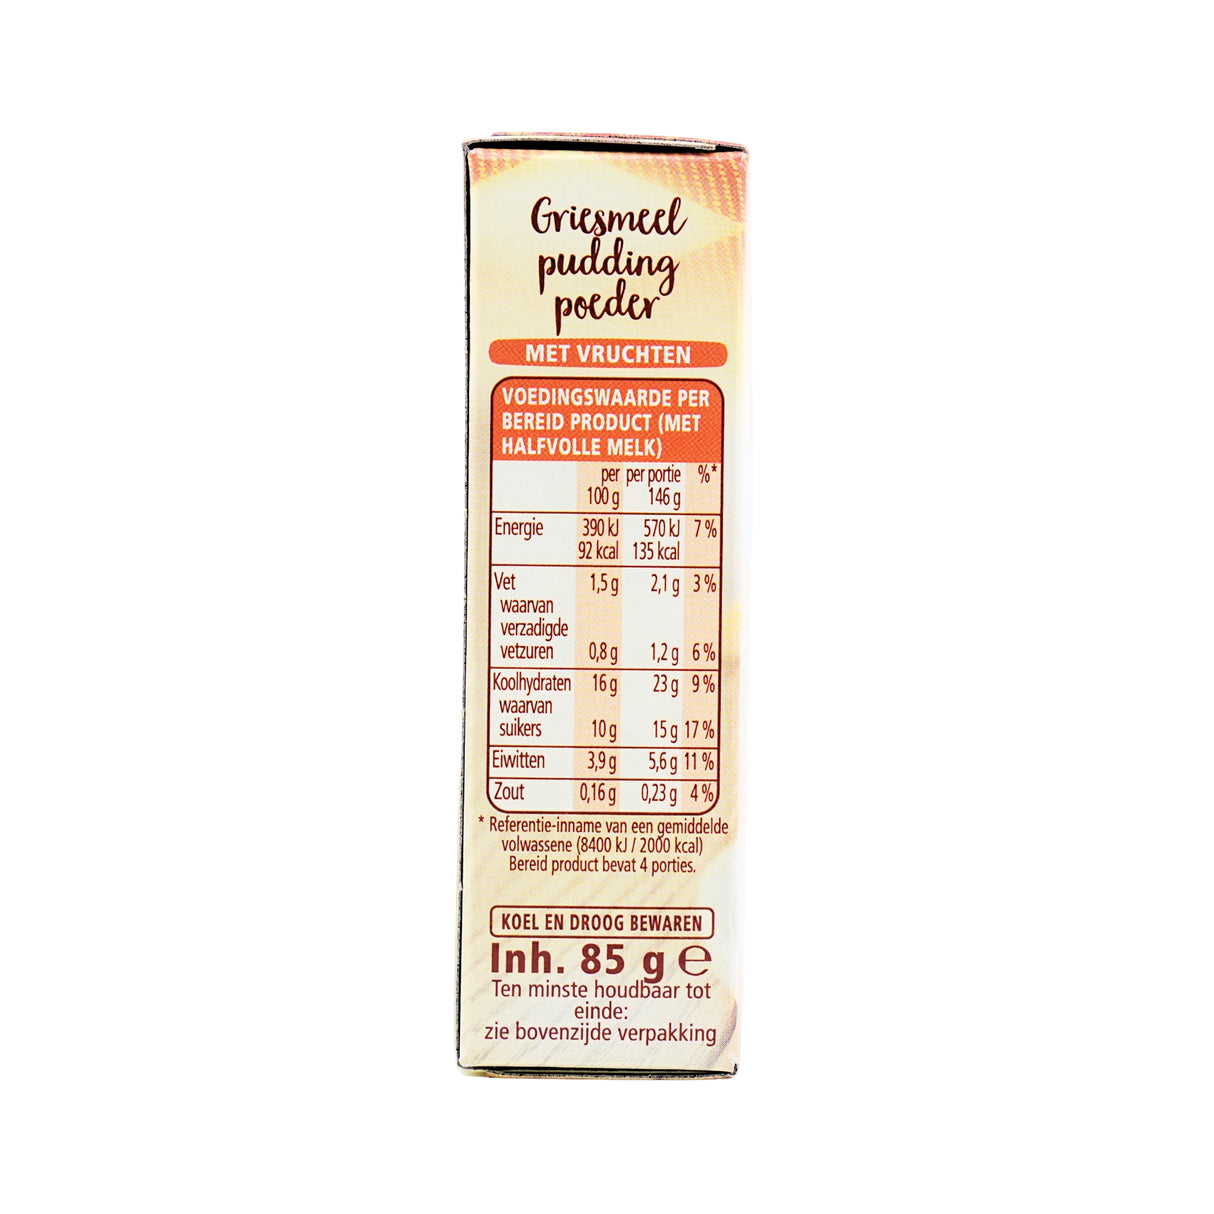 Griesmeel
pudding
poeder
MET VRUCHTEN
VOEDINGSWAARDE PER
BEREID PRODUCT (MET
HALFVOLLE MELK)
per per portie %*
100 g 146 g
Energie 390 kJ 570 kJ 7 %
92 kcal 135 kcal
Vet 1,5 g 2,1 g 3 %
waarvan
verzadigde
vetzuren 0,8 g 1,2 g 6 %
Koolhydraten 16 g 23 g 9 %
waarvan
suikers 10 g 15 g 17 %
Eiwitten 3,9 g 5,6 g 11 %
Zout 0,16 g 0,23 g 4 %
* Referentie-inname van een gemiddelde
volwassene (8400 kJ / 2000 kcal)
Bereid product bevat 4 porties.
KOEL EN DROOG BEWAREN
Inh. 85 g ℮
Ten minste houdbaar tot
einde:
zie bovenzijde verpakking